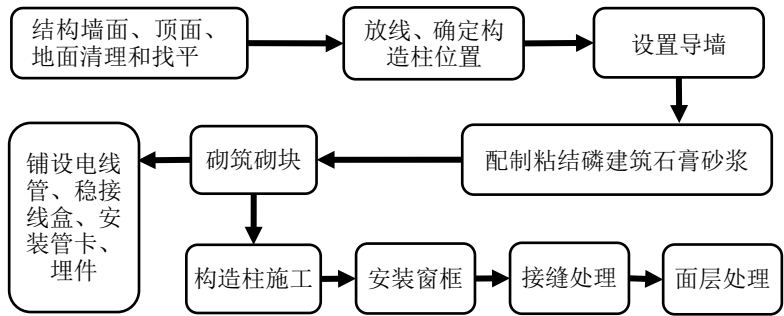 结构墙面、顶面、
地面清理和找平
放线、确定构
造柱位置
设置导墙
配制粘结磷建筑石膏砂浆
砌筑砌块
铺设电线
管、稳接
线盒、安
装管卡、
埋件
构造柱施工
安装窗框
接缝处理
面层处理